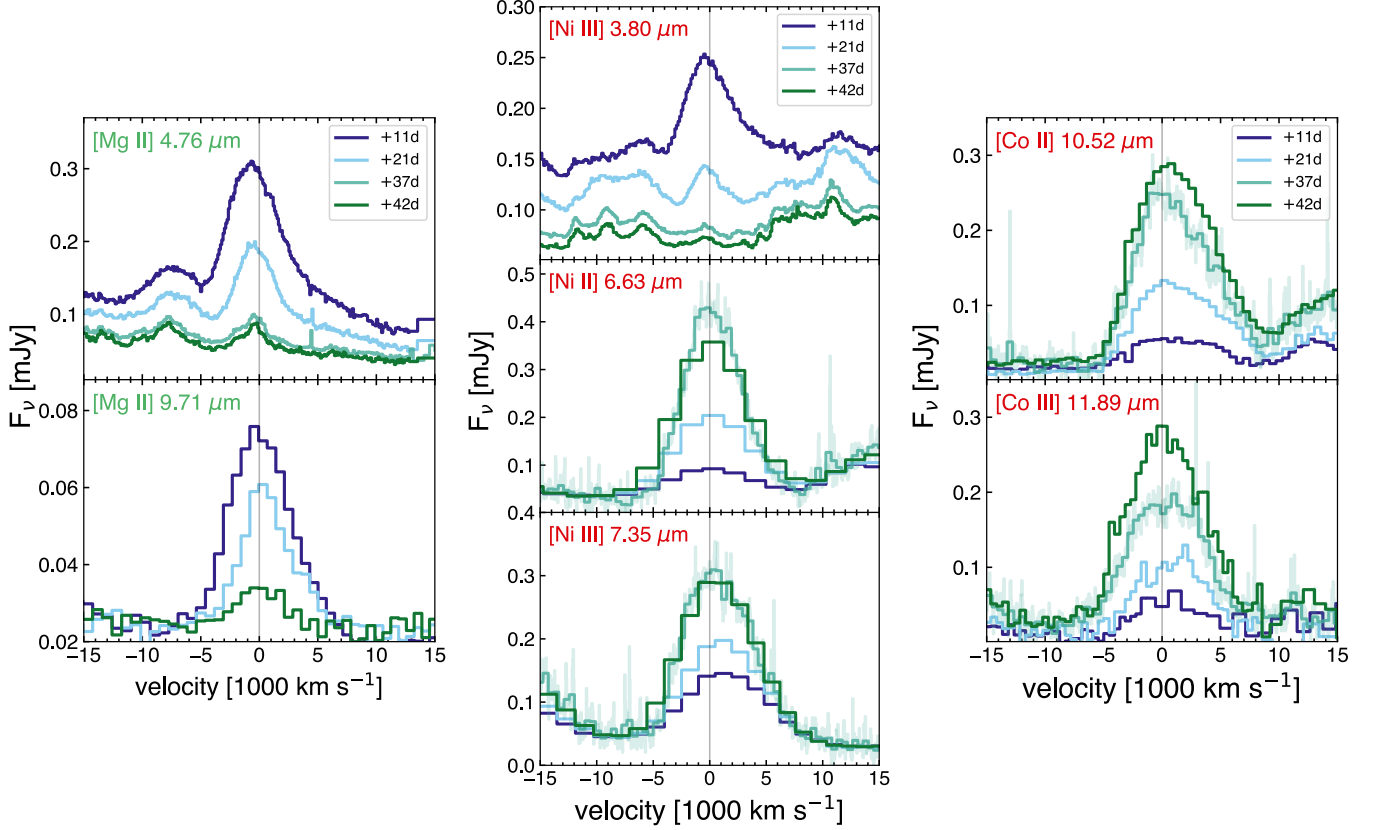 [Mg II] 4.76 μm
+11d
+21d
+37d
+42d
0.3
0.2
0.1
Fν [mJy]
[Mg II] 9.71 μm
0.08
0.06
0.04
0.02
−15 −10 −5 0 5 10 15
velocity [1000 km s⁻¹]
[Ni III] 3.80 μm
+11d
+21d
+37d
+42d
0.30
0.25
0.20
0.15
0.10
Fν [mJy]
[Ni II] 6.63 μm
0.5
0.4
0.3
0.2
0.1
0.4
[Ni III] 7.35 μm
0.3
0.2
0.1
0.0
−15 −10 −5 0 5 10 15
velocity [1000 km s⁻¹]
[Co II] 10.52 μm
+11d
+21d
+37d
+42d
0.3
0.2
0.1
Fν [mJy]
[Co III] 11.89 μm
0.3
0.2
0.1
−15 −10 −5 0 5 10 15
velocity [1000 km s⁻¹]